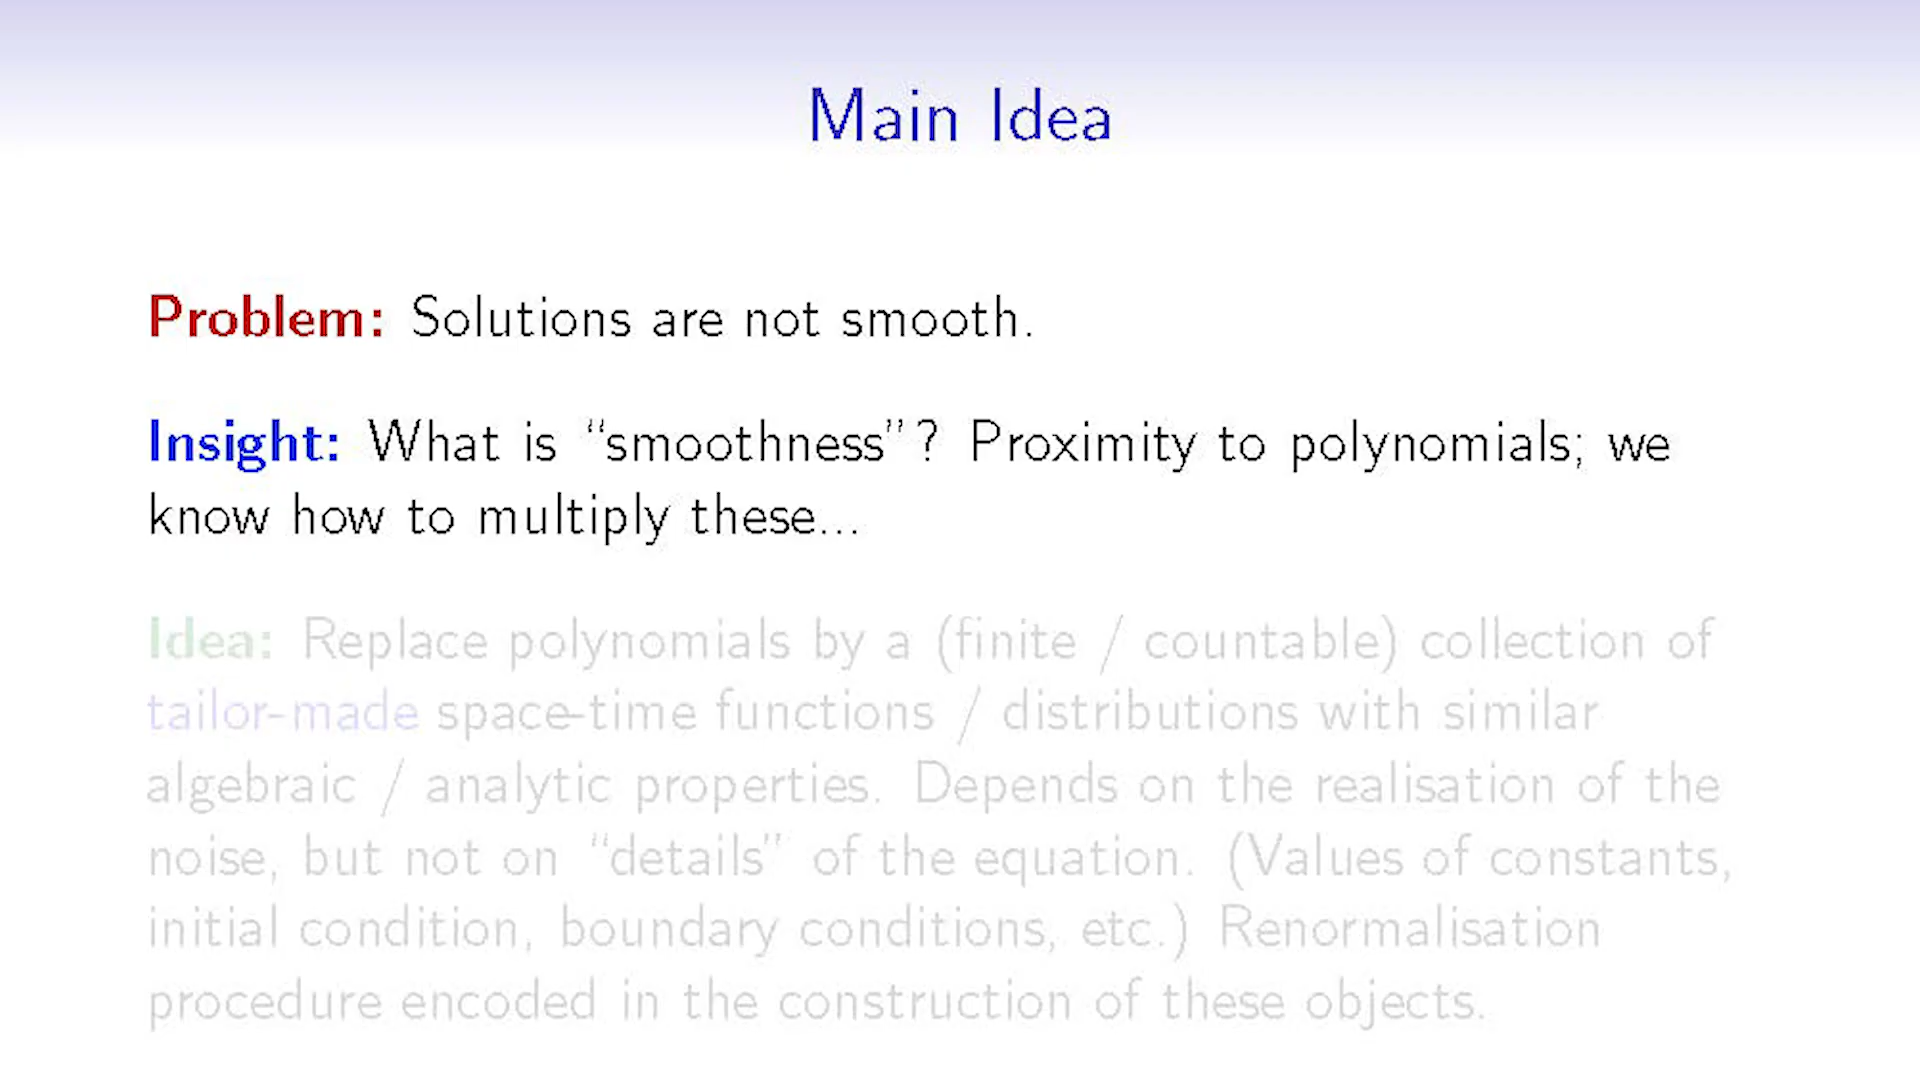 Main Idea
Problem: Solutions are not smooth.
Insight: What is “smoothness”? Proximity to polynomials; we
know how to multiply these...
Idea: Replace polynomials by a (finite / countable) collection of
tailor-made space-time functions / distributions with similar
algebraic / analytic properties. Depends on the realisation of the
noise, but not on “details” of the equation. (Values of constants,
initial condition, boundary conditions, etc.) Renormalisation
procedure encoded in the construction of these objects.